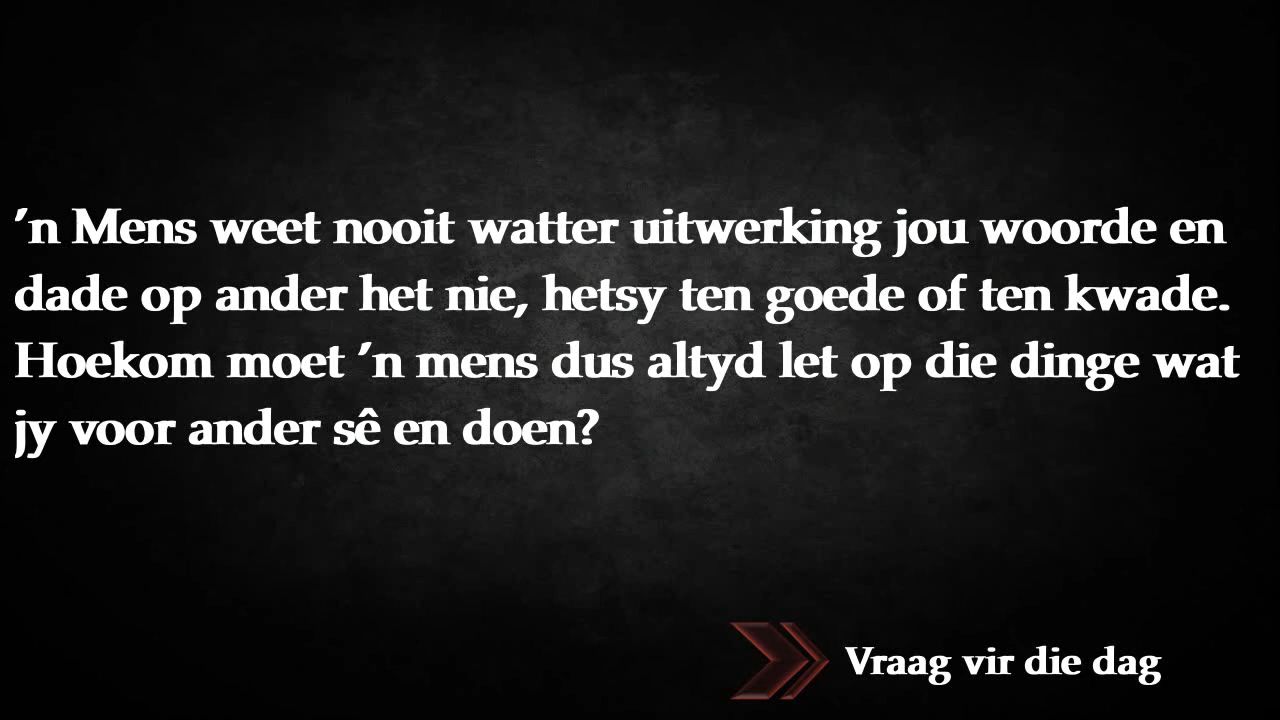 ’n Mens weet nooit watter uitwerking jou woorde en
dade op ander het nie, hetsy ten goede of ten kwade.
Hoekom moet ’n mens dus altyd let op die dinge wat
jy voor ander sê en doen?
Vraag vir die dag